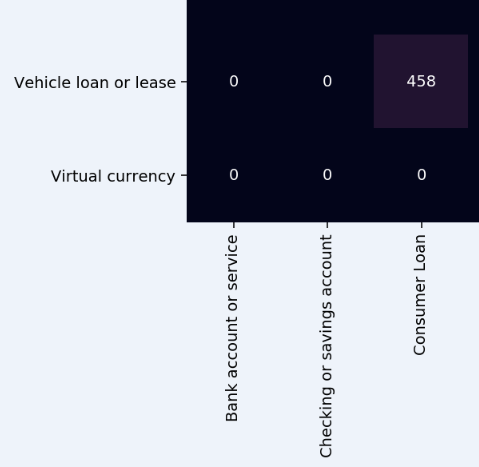 Vehicle loan or lease 0 0 458
Virtual currency 0 0 0
Bank account or service
Checking or savings account
Consumer Loan